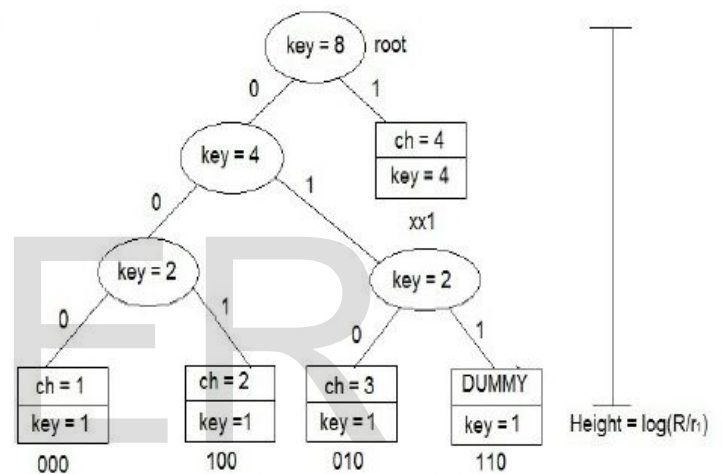 key = 8 root
0 1
key = 4
ch = 4
key = 4
xx1
0 1
key = 2
key = 2
0 1 0 1
ch = 1
key = 1
000
ch = 2
key =1
100
ch = 3
key = 1
010
DUMMY
key = 1
110
Height = log(R/r₁)
ER